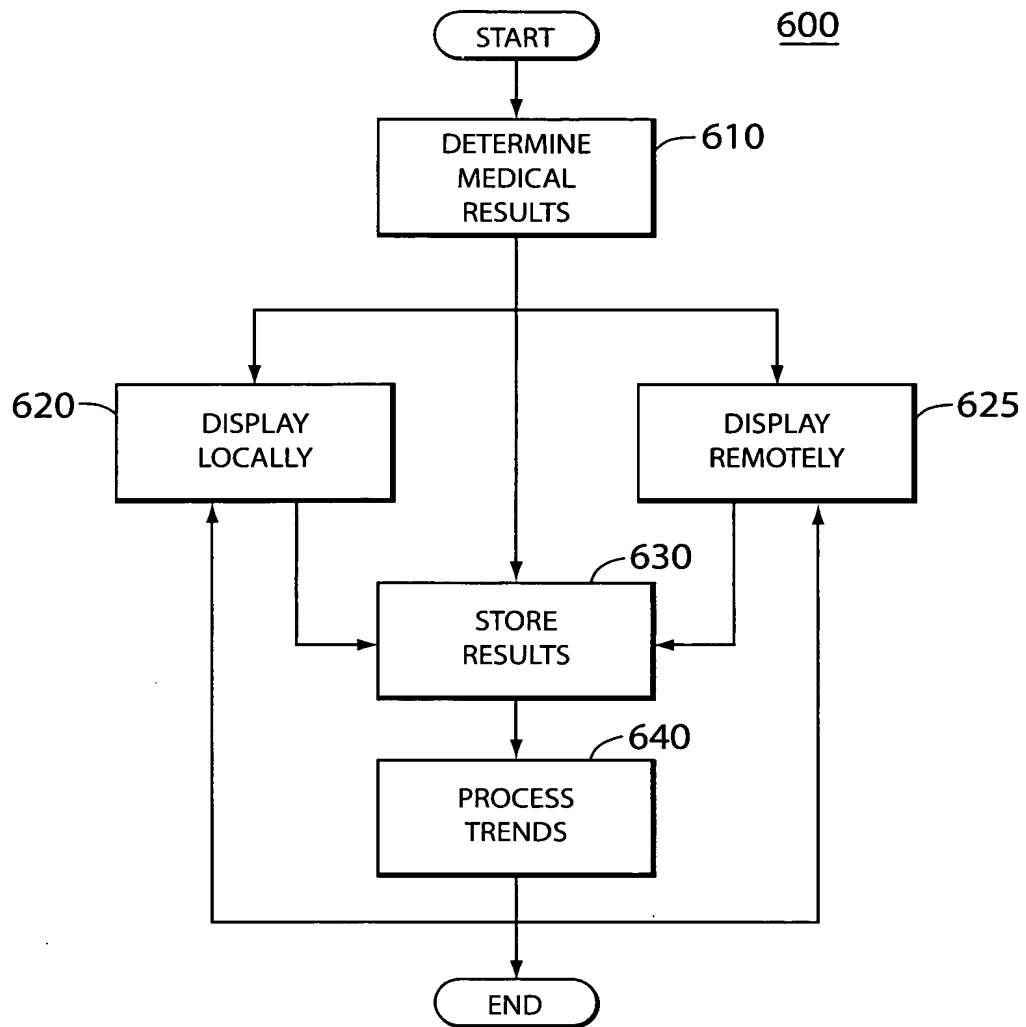 START
600
DETERMINE
MEDICAL
RESULTS
610
620
DISPLAY
LOCALLY
DISPLAY
REMOTELY
625
630
STORE
RESULTS
640
PROCESS
TRENDS
END